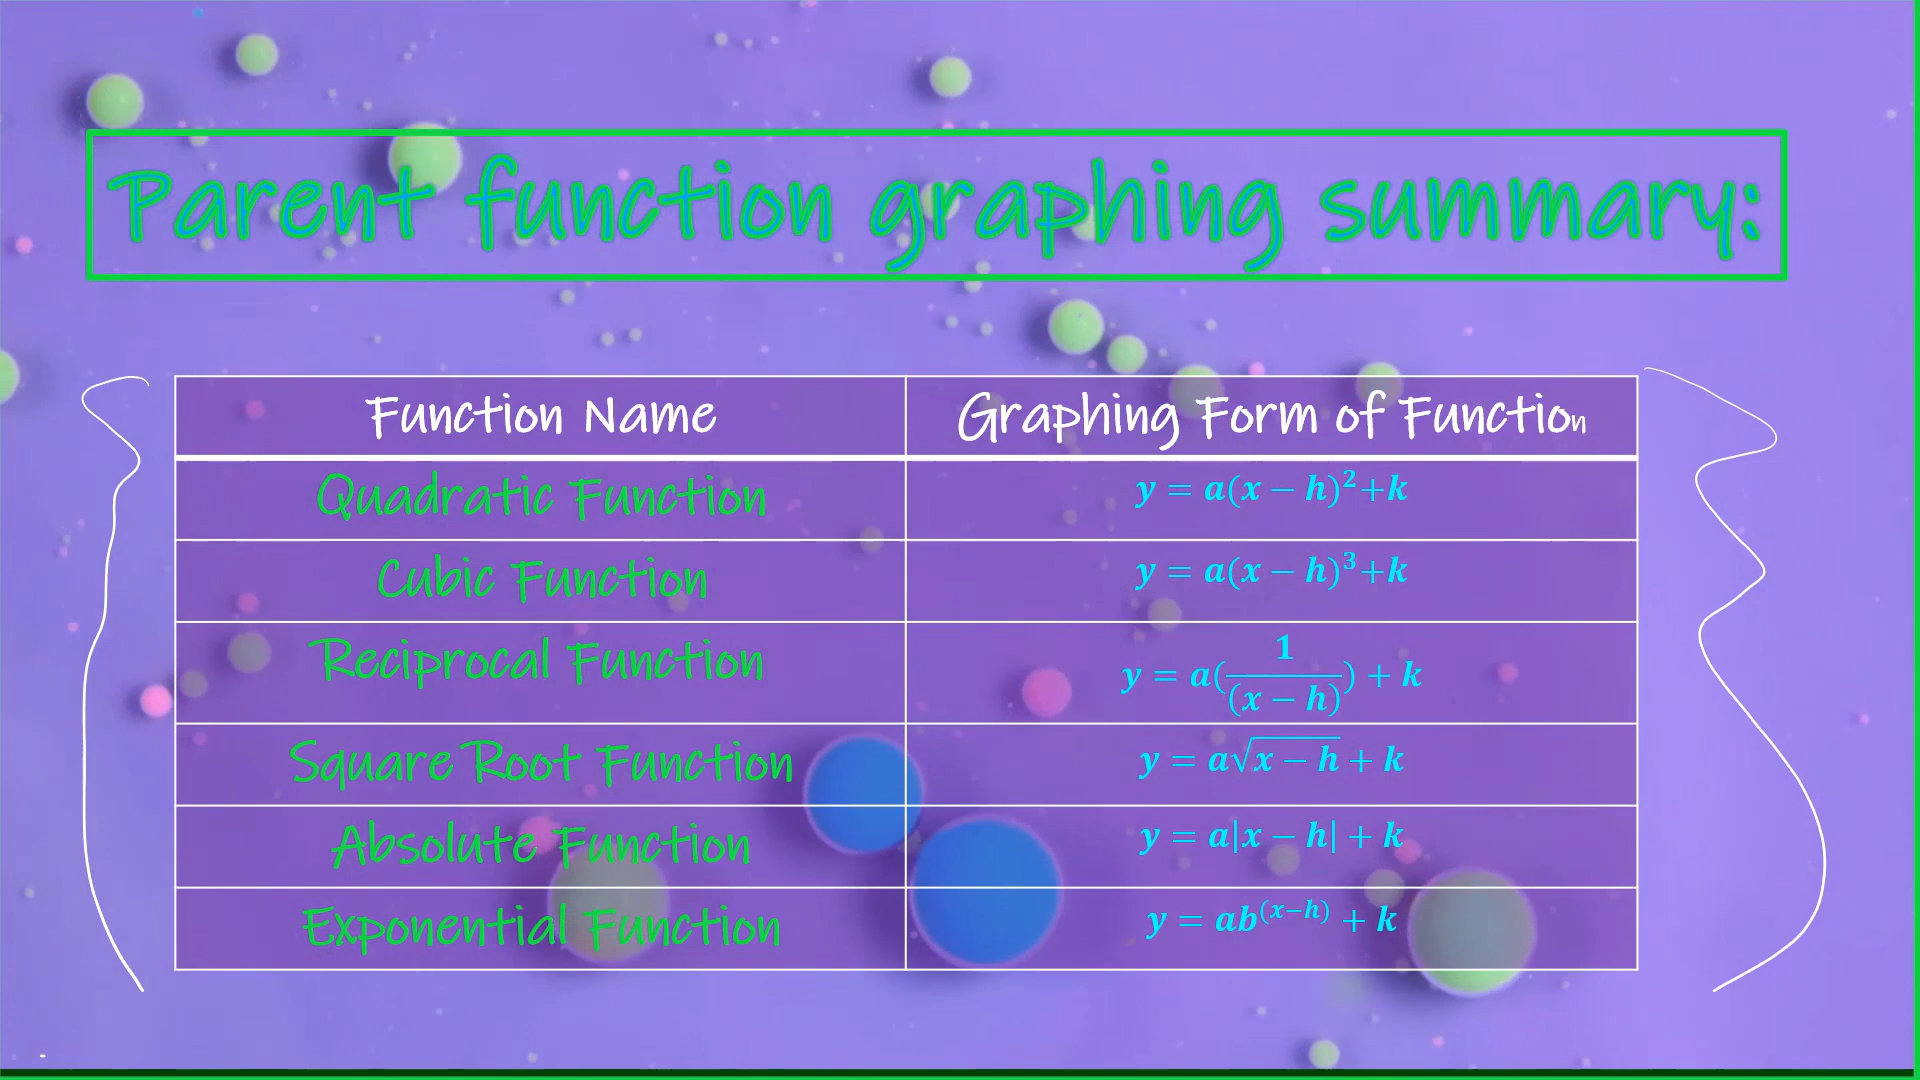 Parent function graphing summary:
Function Name
Graphing Form of Function
Quadratic Function
y = a(x − h)²+k
Cubic Function
y = a(x − h)³+k
Reciprocal Function
y = a(1/(x − h)) + k
Square Root Function
y = a√x − h + k
Absolute Function
y = a|x − h| + k
Exponential Function
y = ab^(x−h) + k